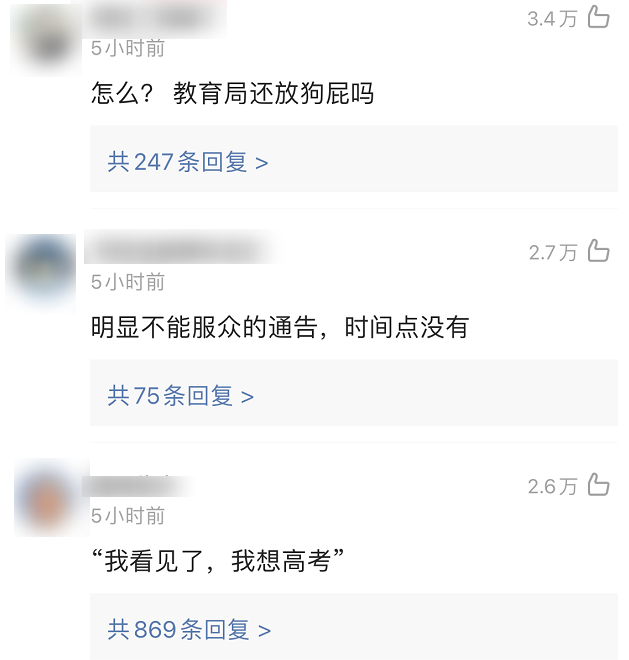 3.4万
5小时前
怎么？ 教育局还放狗屁吗
共247条回复 >
2.7万
5小时前
明显不能服众的通告，时间点没有
共75条回复 >
2.6万
5小时前
“我看见了，我想高考”
共869条回复 >